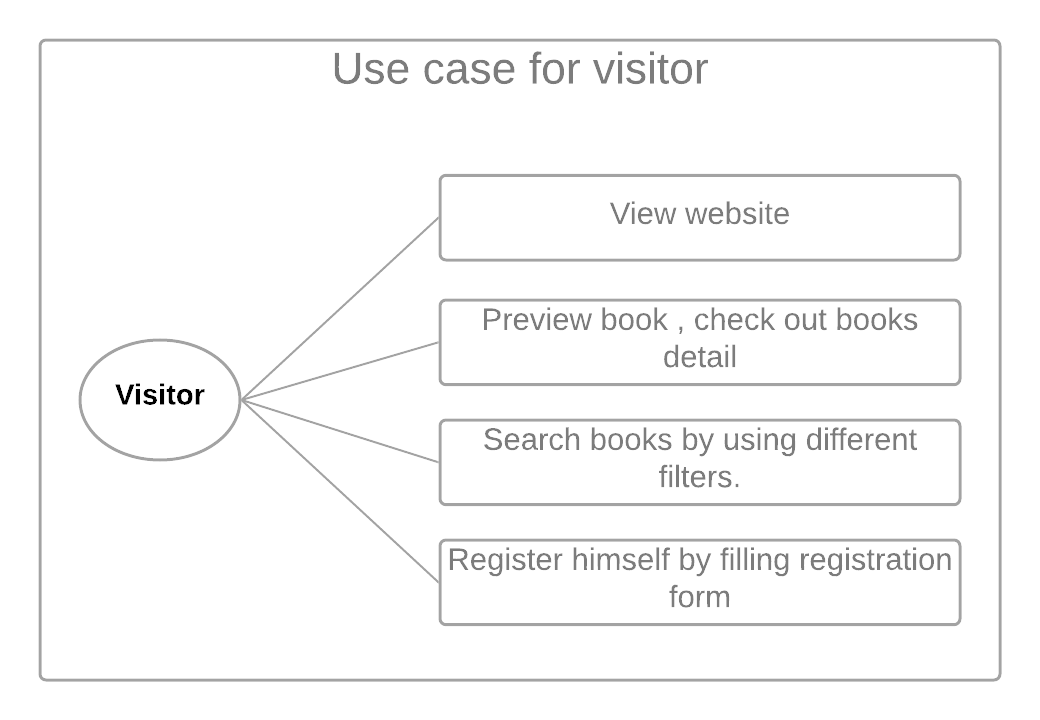 Use case for visitor
View website
Preview book , check out books
detail
Visitor
Search books by using different
filters.
Register himself by filling registration
form